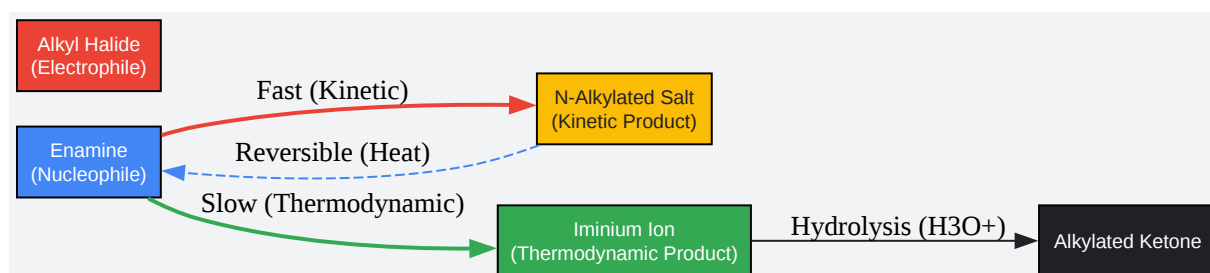 Alkyl Halide
(Electrophile)
Fast (Kinetic)
N-Alkylated Salt
(Kinetic Product)
Enamine
(Nucleophile)
Reversible (Heat)
Slow (Thermodynamic)
Iminium Ion
(Thermodynamic Product)
Hydrolysis (H3O+)
Alkylated Ketone